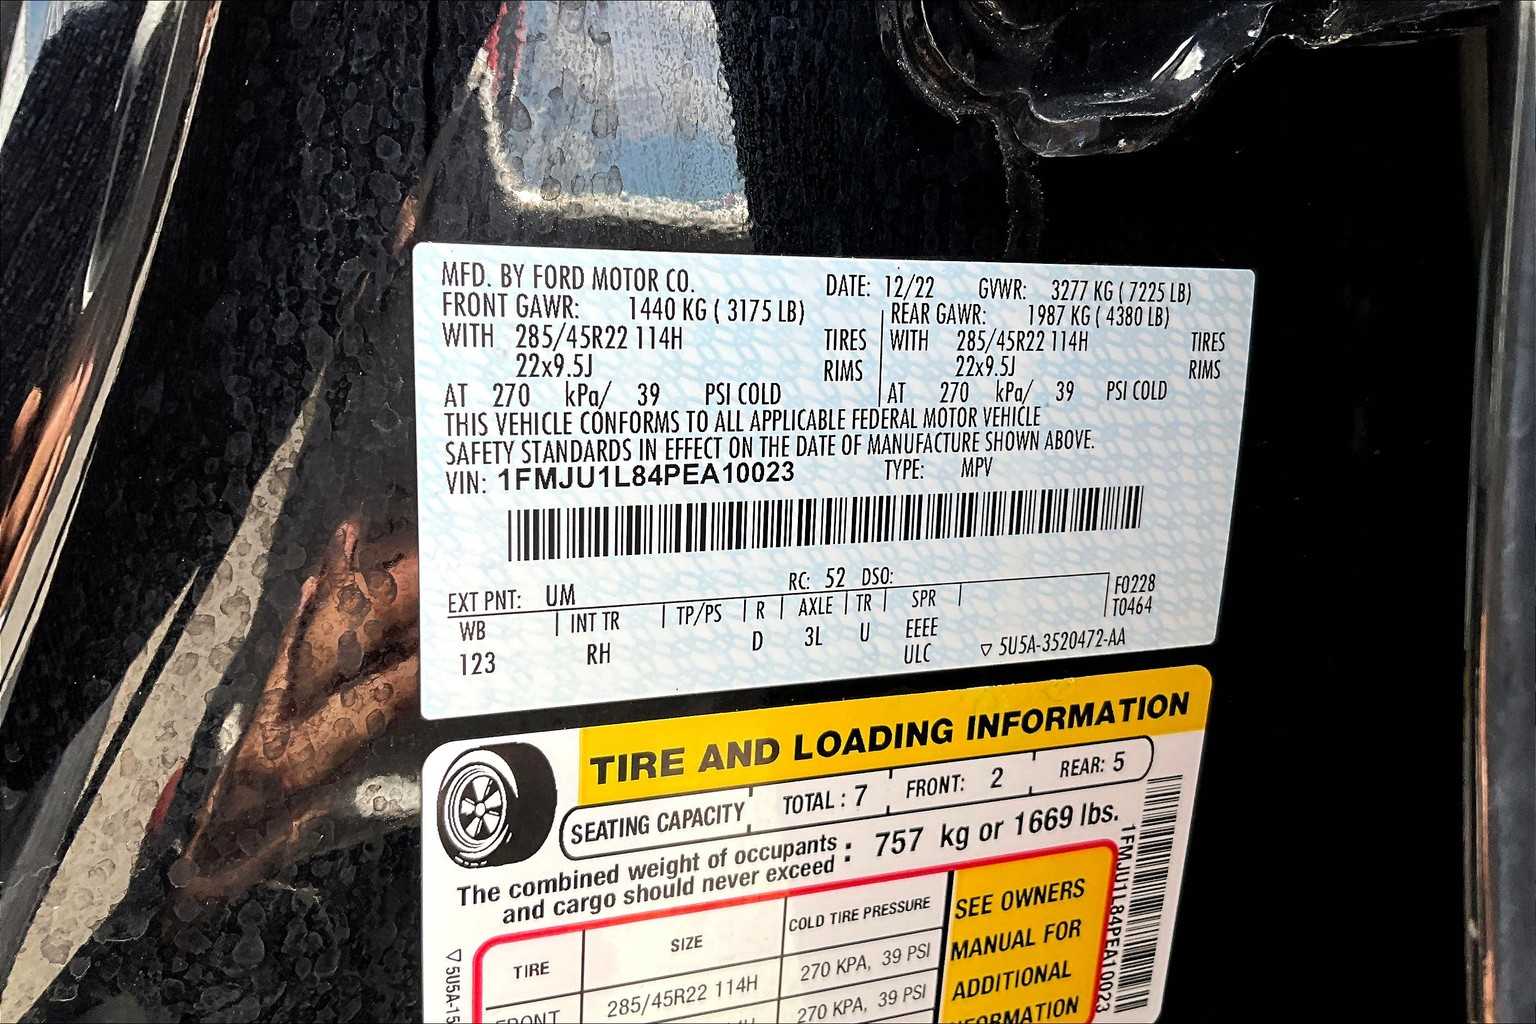 MFD. BY FORD MOTOR CO. DATE: 12/22 GVWR: 3277 KG ( 7225 LB)
FRONT GAWR: 1440 KG ( 3175 LB) REAR GAWR: 1987 KG ( 4380 LB)
WITH 285/45R22 114H TIRES WITH 285/45R22 114H TIRES
22x9.5J RIMS 22x9.5J RIMS
AT 270 kPa/ 39 PSI COLD AT 270 kPa/ 39 PSI COLD
THIS VEHICLE CONFORMS TO ALL APPLICABLE FEDERAL MOTOR VEHICLE
SAFETY STANDARDS IN EFFECT ON THE DATE OF MANUFACTURE SHOWN ABOVE.
VIN: 1FMJU1L84PEA10023 TYPE: MPV
EXT PNT: UM RC: 52 DSO: F0228
WB INT TR TP/PS R AXLE TR SPR T0464
123 RH D 3L U EEEE
ULC ▽ 5U5A-3520472-AA
TIRE AND LOADING INFORMATION
SEATING CAPACITY TOTAL : 7 FRONT: 2 REAR: 5
The combined weight of occupants
and cargo should never exceed : 757 kg or 1669 lbs.
TIRE SIZE COLD TIRE PRESSURE
FRONT 285/45R22 114H 270 KPA, 39 PSI
270 KPA, 39 PSI
SEE OWNERS
MANUAL FOR
ADDITIONAL
INFORMATION
1FMJU1L84PEA10023
▽ 5U5A-15